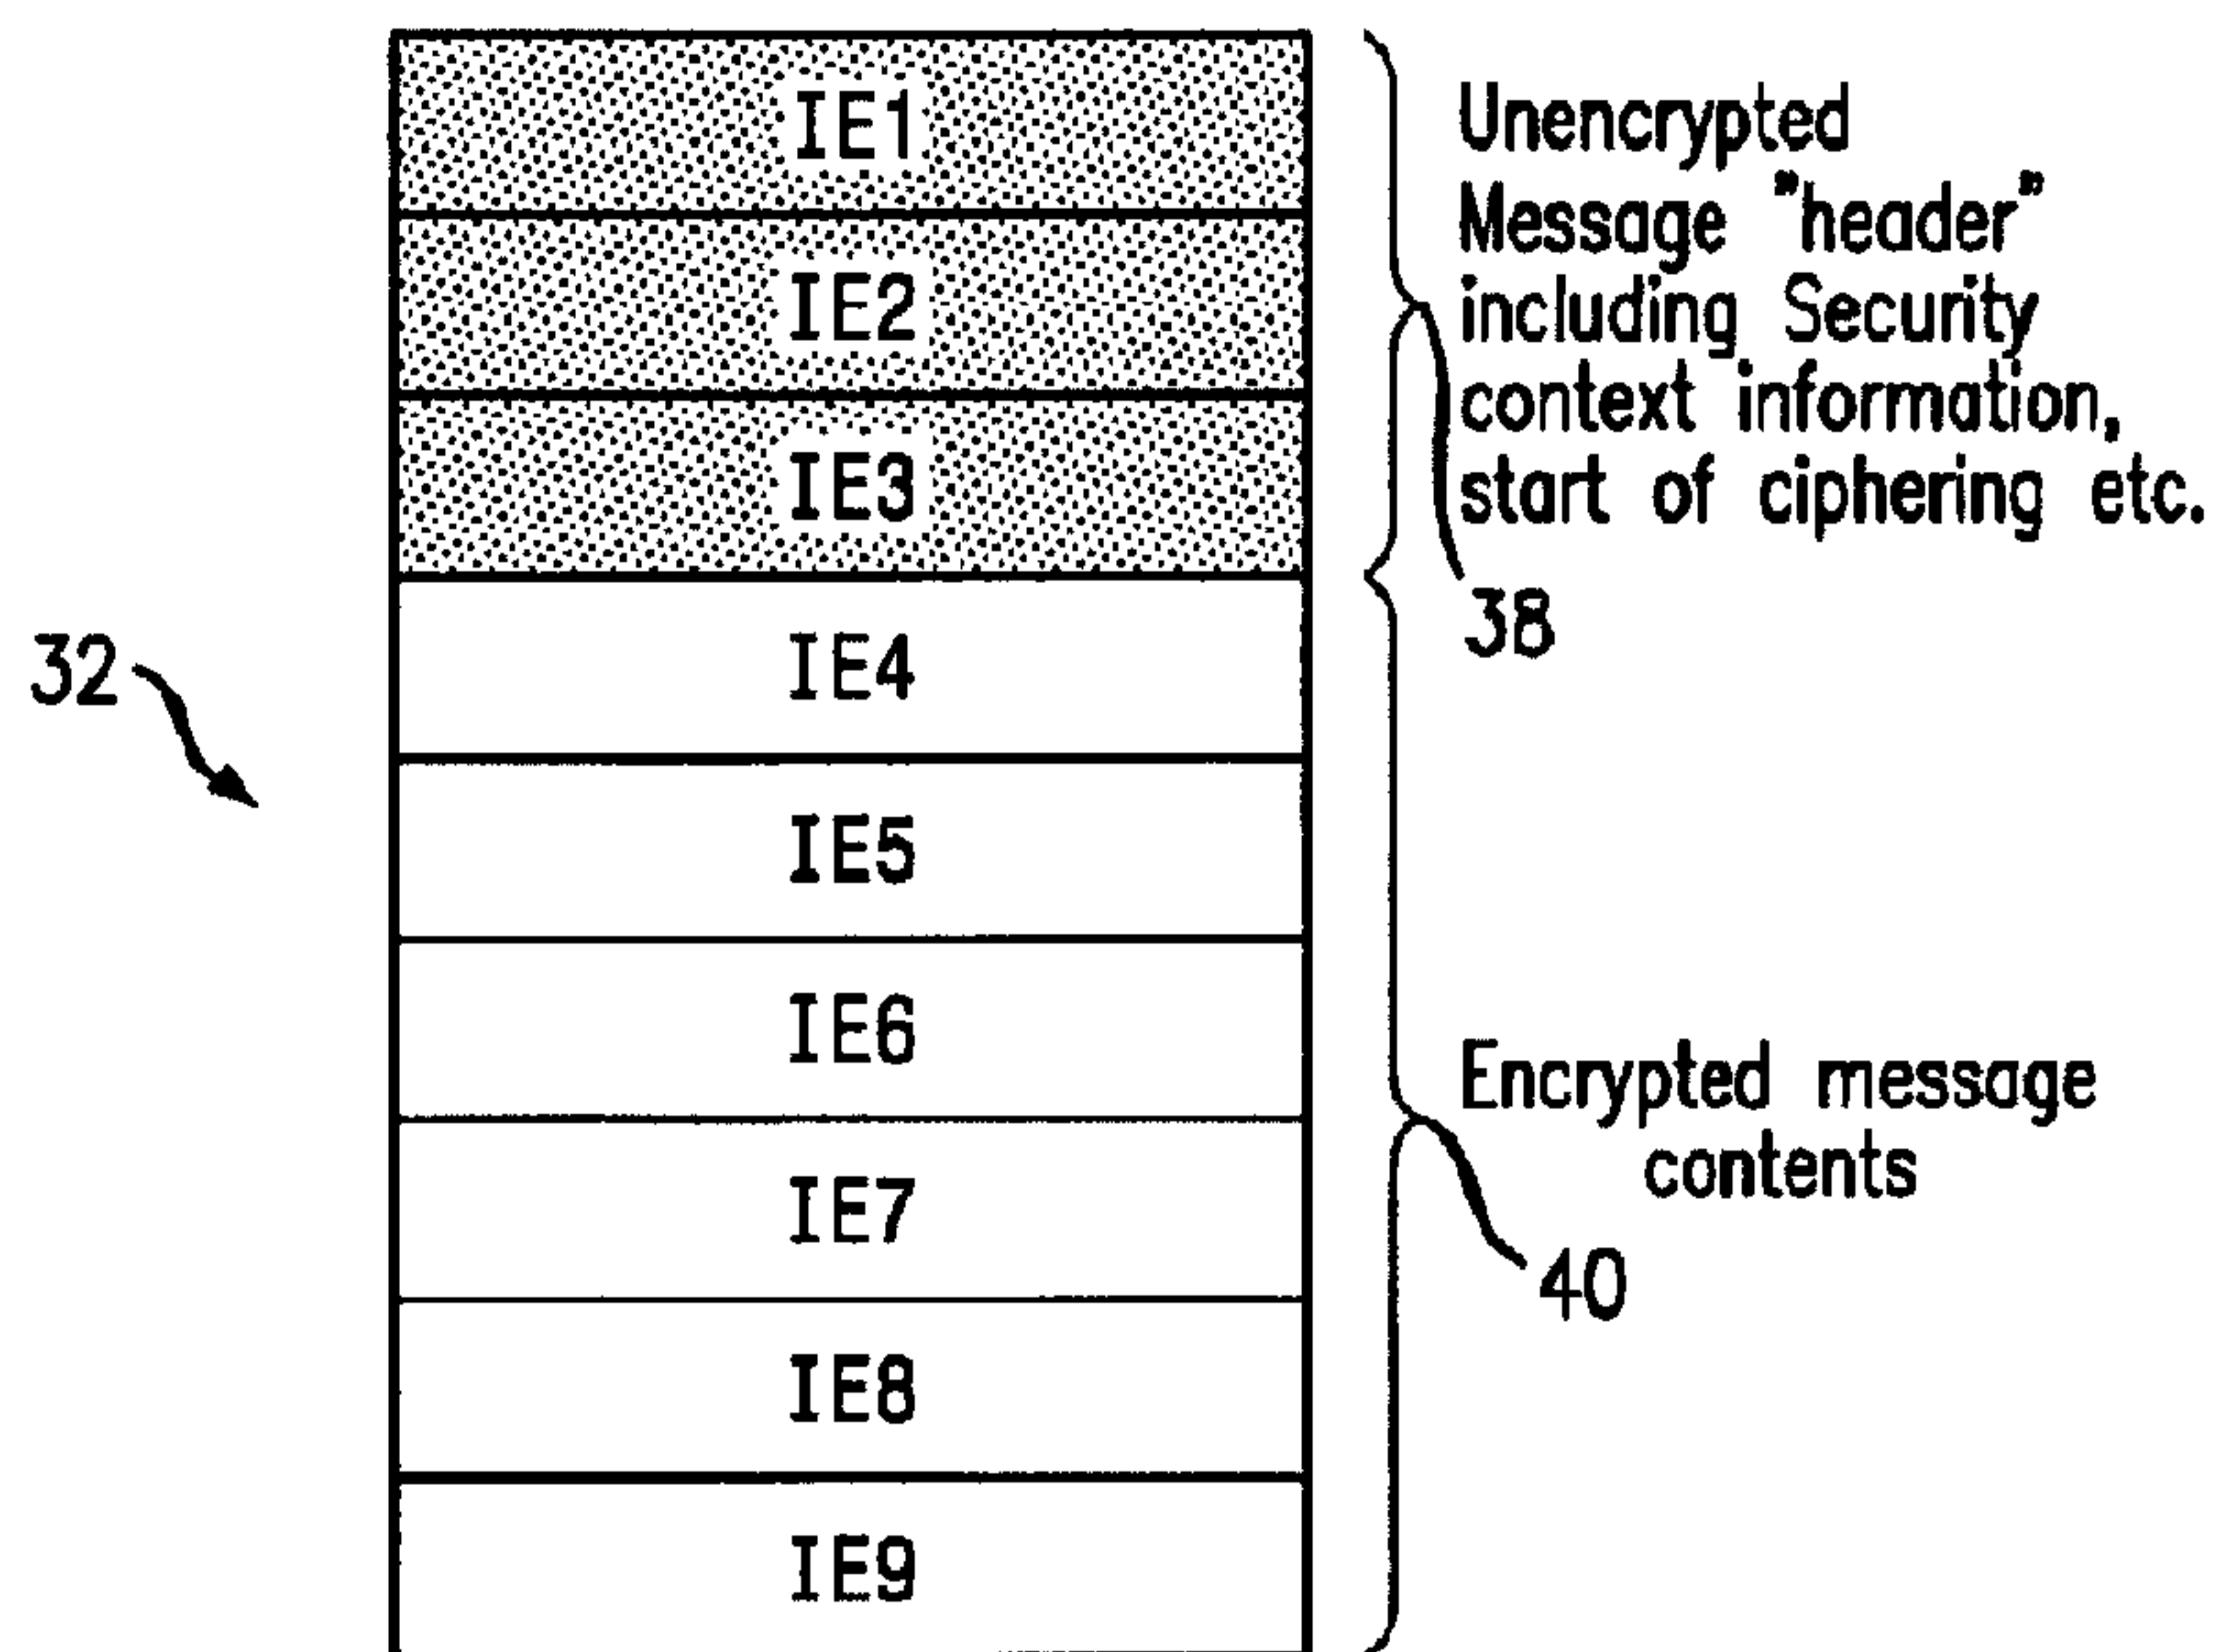 IE1
IE2
IE3
IE4
IE5
IE6
IE7
IE8
IE9
32
Unencrypted
Message "header"
including Security
context information,
start of ciphering etc.
38
Encrypted message
contents
40